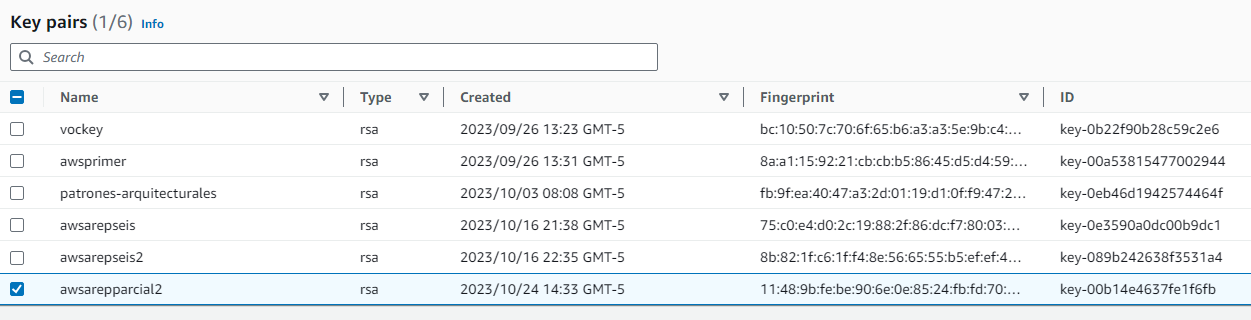 Key pairs (1/6) Info
Search
Name Type Created Fingerprint ID
vockey rsa 2023/09/26 13:23 GMT-5 bc:10:50:7c:70:6f:65:b6:a3:a3:5e:9b:c4:... key-0b22f90b28c59c2e6
awsprimer rsa 2023/09/26 13:31 GMT-5 8a:a1:15:92:21:cb:cb:b5:86:45:d5:d4:59:... key-00a53815477002944
patrones-arquitecturales rsa 2023/10/03 08:08 GMT-5 fb:9f:ea:40:47:a3:2d:01:19:d1:0f:f9:47:2... key-0eb46d1942574464f
awsarepseis rsa 2023/10/16 21:38 GMT-5 75:c0:e4:d0:2c:19:88:2f:86:dc:f7:80:03:... key-0e3590a0dc00b9dc1
awsarepseis2 rsa 2023/10/16 22:35 GMT-5 8b:82:1f:c6:1f:f4:8e:56:65:55:b5:ef:ef:4... key-089b242638f3531a4
awsarepparcial2 rsa 2023/10/24 14:33 GMT-5 11:48:9b:fe:be:90:6e:0e:85:24:fb:fd:70:... key-00b14e4637fe1f6fb